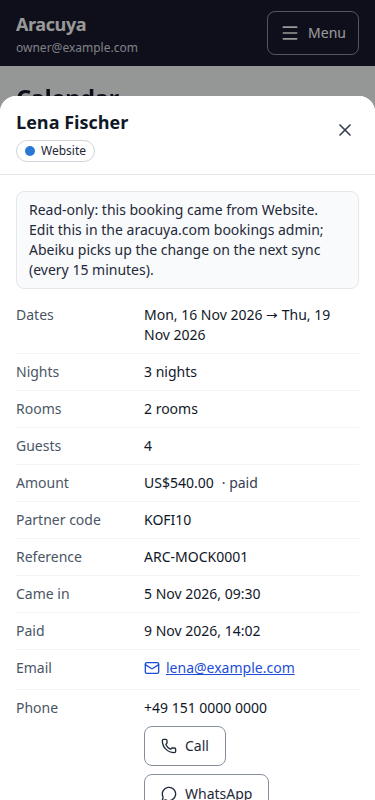 Aracuya
owner@example.com
Menu
Calendar
Lena Fischer
Website
Read-only: this booking came from Website.
Edit this in the aracuya.com bookings admin;
Abeiku picks up the change on the next sync
(every 15 minutes).
Dates
Mon, 16 Nov 2026 → Thu, 19
Nov 2026
Nights
3 nights
Rooms
2 rooms
Guests
4
Amount
US$540.00 · paid
Partner code
KOFI10
Reference
ARC-MOCK0001
Came in
5 Nov 2026, 09:30
Paid
9 Nov 2026, 14:02
Email
lena@example.com
Phone
+49 151 0000 0000
Call
WhatsApp